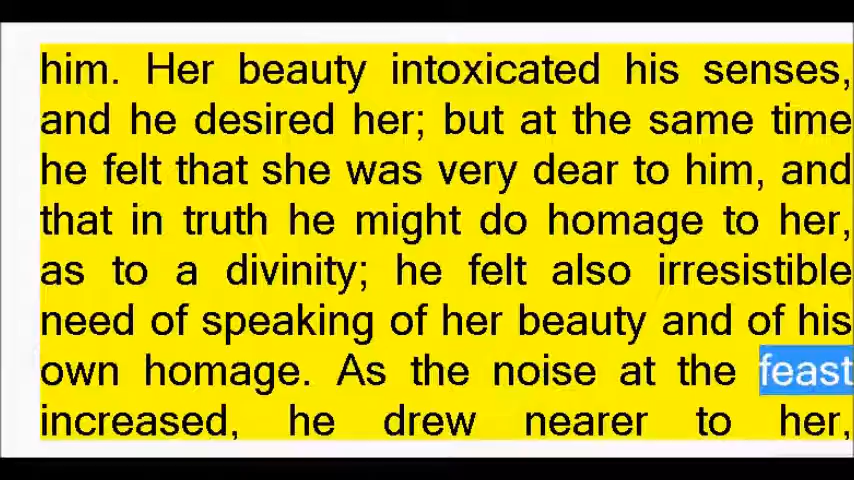 him. Her beauty intoxicated his senses,
and he desired her; but at the same time
he felt that she was very dear to him, and
that in truth he might do homage to her,
as to a divinity; he felt also irresistible
need of speaking of her beauty and of his
own homage. As the noise at the feast
increased, he drew nearer to her,